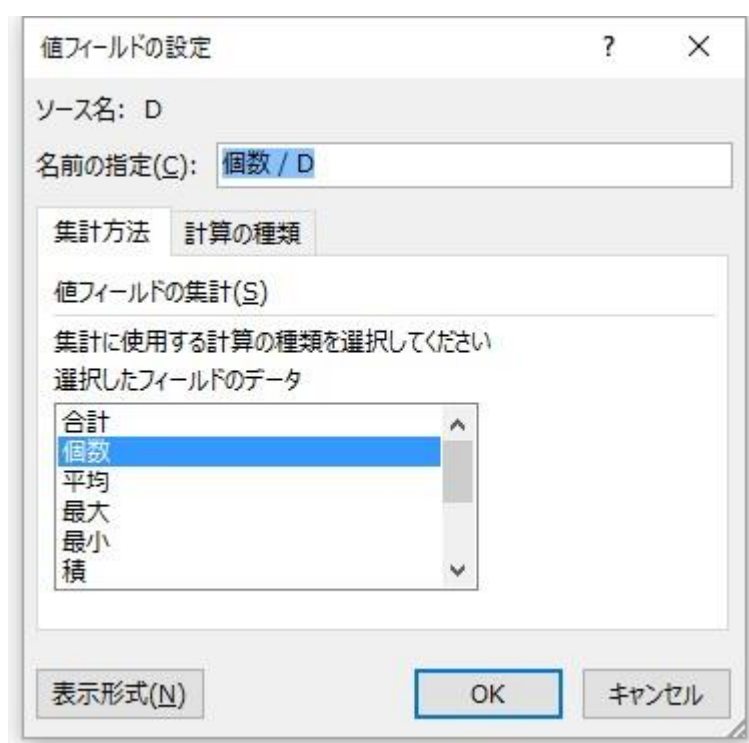 値フィールドの設定 ? ×
ソース名: D
名前の指定(C): 個数 / D
集計方法 計算の種類
値フィールドの集計(S)
集計に使用する計算の種類を選択してください
選択したフィールドのデータ
合計
個数
平均
最大
最小
積
表示形式(N) OK キャンセル